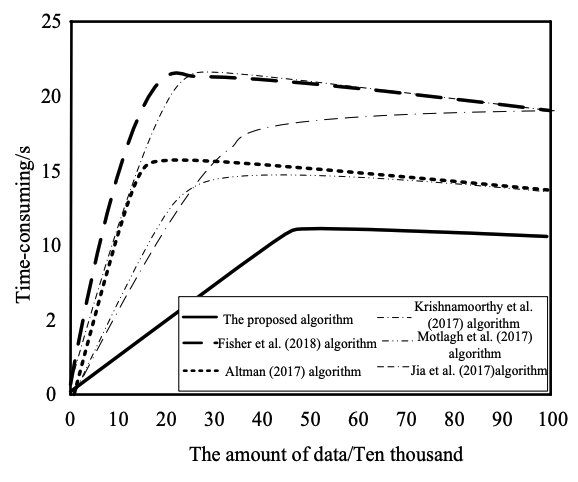 25
20
15
10
2
0
Time-consuming/s
The proposed algorithm
Fisher et al. (2018) algorithm
Altman (2017) algorithm
Krishnamoorthy et al.
(2017) algorithm
Motlagh et al. (2017)
algorithm
Jia et al. (2017)algorithm
0 10 20 30 40 50 60 70 80 90 100
The amount of data/Ten thousand